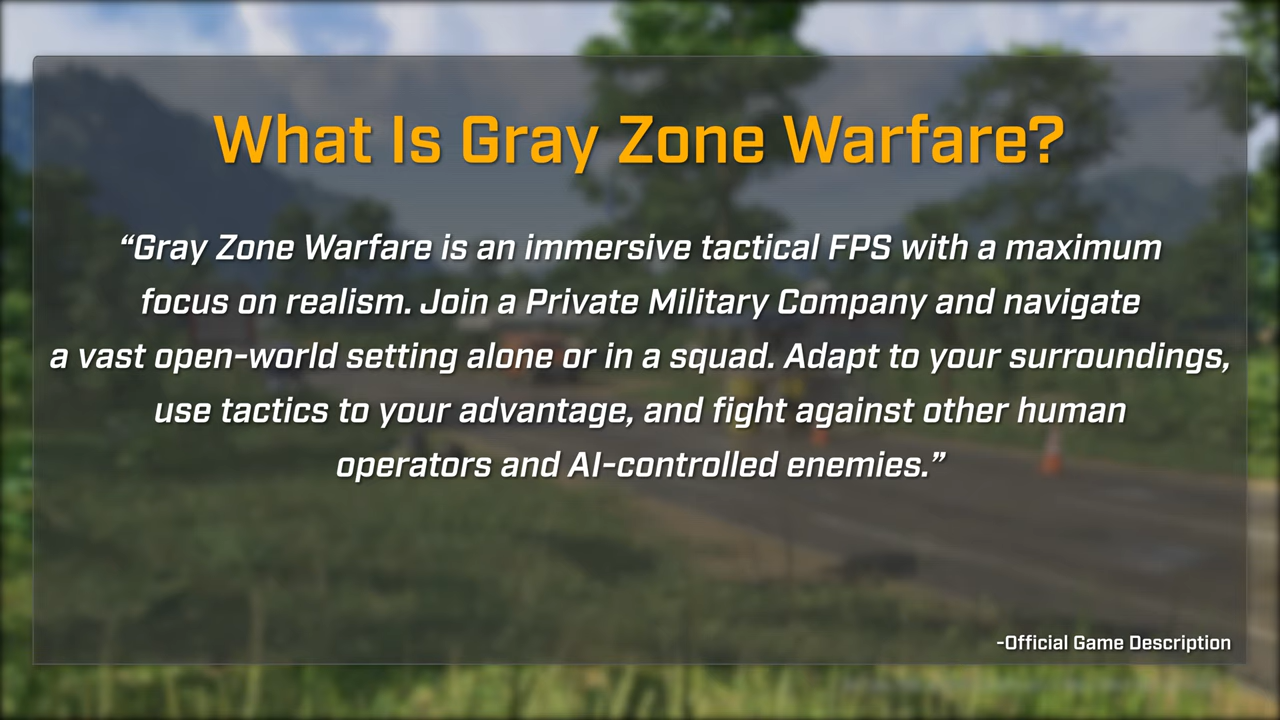 What Is Gray Zone Warfare?
“Gray Zone Warfare is an immersive tactical FPS with a maximum
focus on realism. Join a Private Military Company and navigate
a vast open-world setting alone or in a squad. Adapt to your surroundings,
use tactics to your advantage, and fight against other human
operators and AI-controlled enemies.”
-Official Game Description